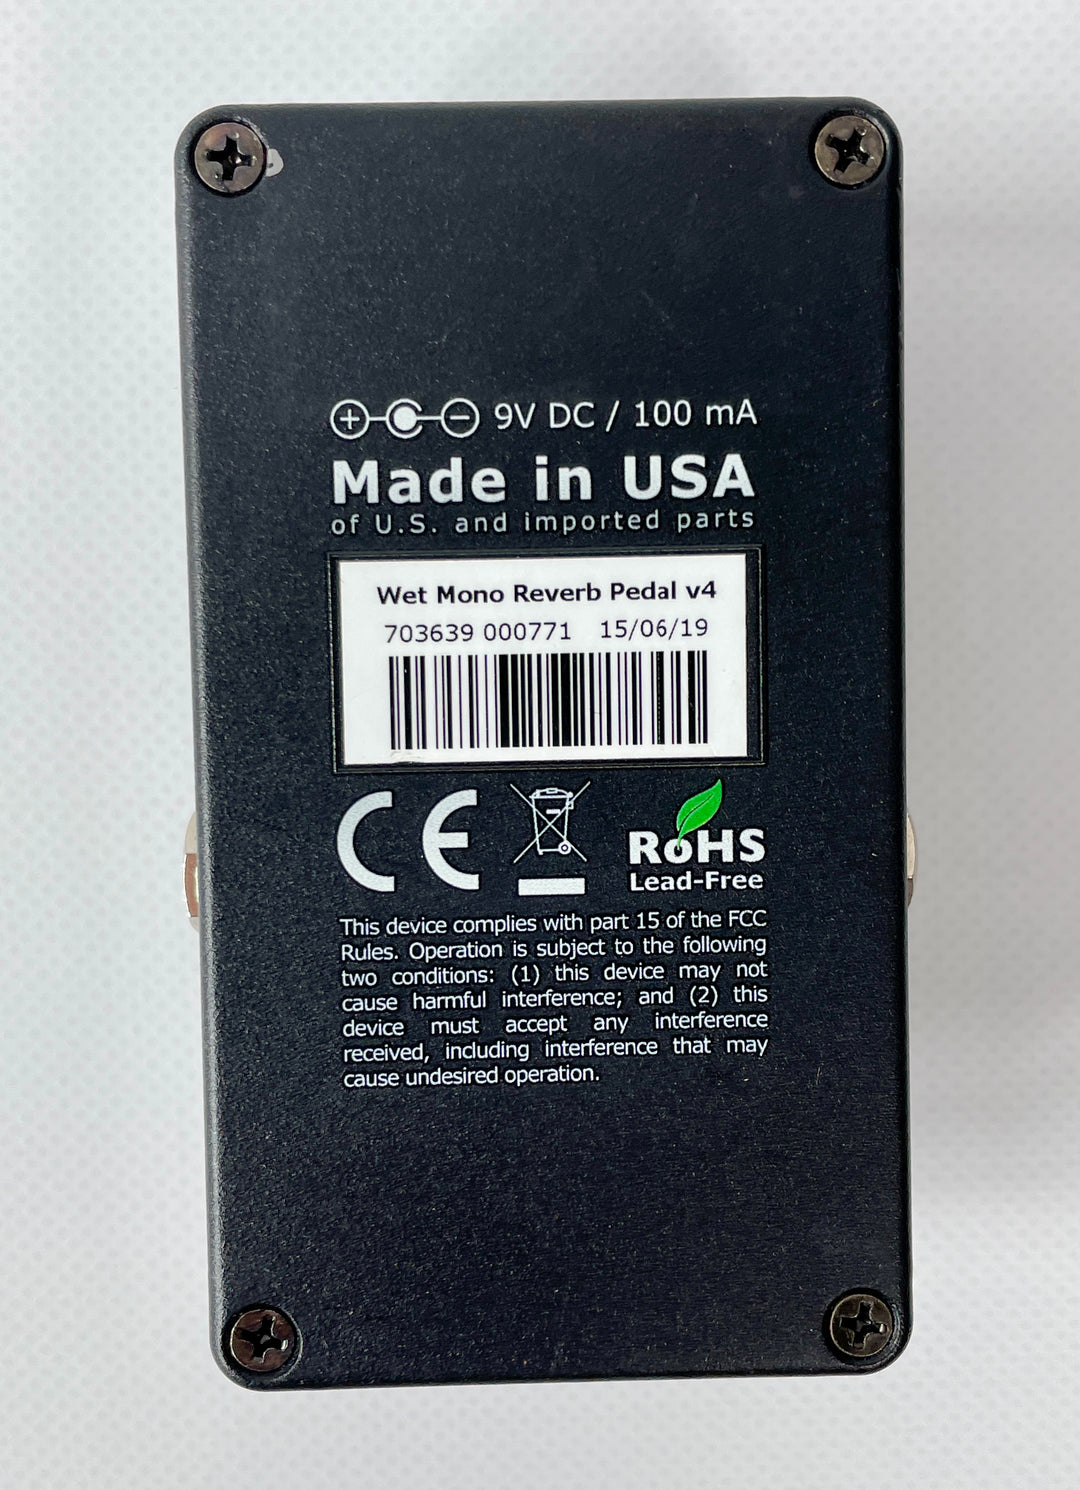 9V DC / 100 mA
Made in USA
of U.S. and imported parts
Wet Mono Reverb Pedal v4
703639 000771 15/06/19
CE
RoHS
Lead-Free
This device complies with part 15 of the FCC
Rules. Operation is subject to the following
two conditions: (1) this device may not
cause harmful interference; and (2) this
device must accept any interference
received, including interference that may
cause undesired operation.